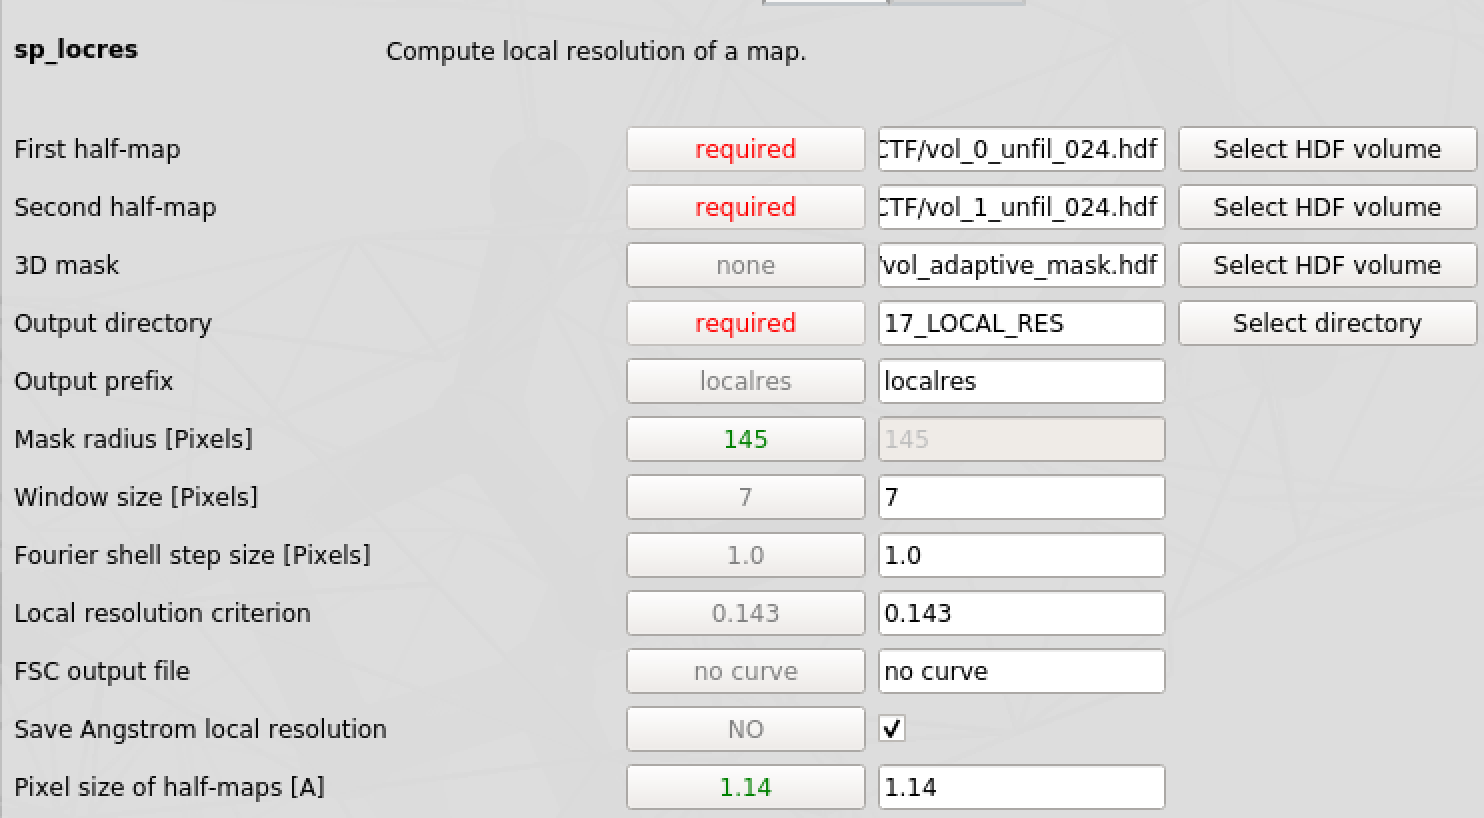 sp_locres Compute local resolution of a map.
First half-map required CTF/vol_0_unfil_024.hdf Select HDF volume
Second half-map required CTF/vol_1_unfil_024.hdf Select HDF volume
3D mask none /vol_adaptive_mask.hdf Select HDF volume
Output directory required 17_LOCAL_RES Select directory
Output prefix localres localres
Mask radius [Pixels] 145 145
Window size [Pixels] 7 7
Fourier shell step size [Pixels] 1.0 1.0
Local resolution criterion 0.143 0.143
FSC output file no curve no curve
Save Angstrom local resolution NO
Pixel size of half-maps [A] 1.14 1.14